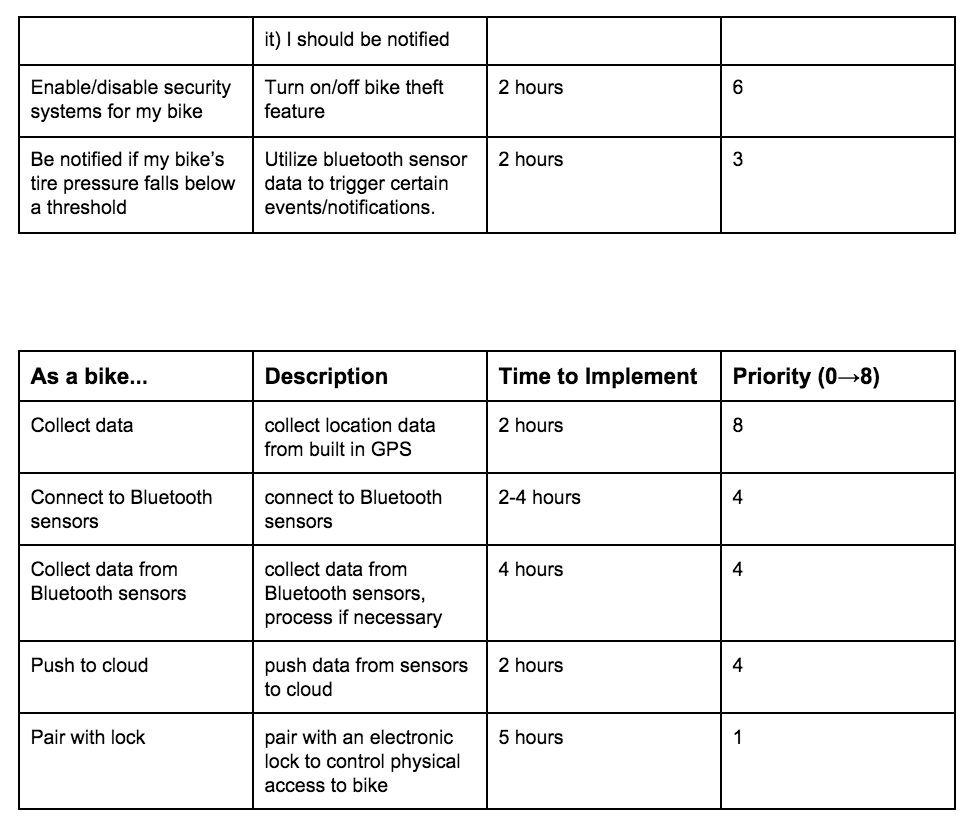 it) I should be notified
Enable/disable security
systems for my bike
Turn on/off bike theft
feature
2 hours
6
Be notified if my bike's
tire pressure falls below
a threshold
Utilize bluetooth sensor
data to trigger certain
events/notifications.
2 hours
3
As a bike...
Description
Time to Implement
Priority (0→8)
Collect data
collect location data
from built in GPS
2 hours
8
Connect to Bluetooth
sensors
connect to Bluetooth
sensors
2-4 hours
4
Collect data from
Bluetooth sensors
collect data from
Bluetooth sensors,
process if necessary
4 hours
4
Push to cloud
push data from sensors
to cloud
2 hours
4
Pair with lock
pair with an electronic
lock to control physical
access to bike
5 hours
1